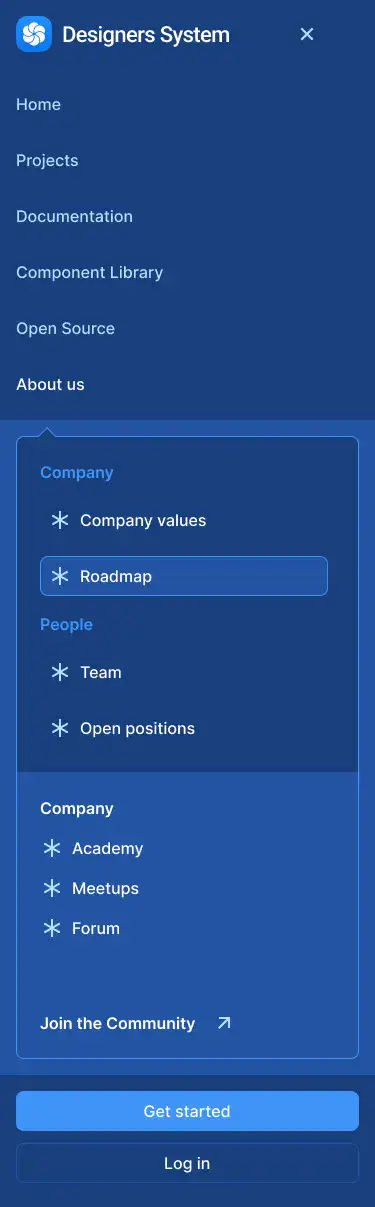 Designers System
Home
Projects
Documentation
Component Library
Open Source
About us
Company
Company values
Roadmap
People
Team
Open positions
Company
Academy
Meetups
Forum
Join the Community
Get started
Log in